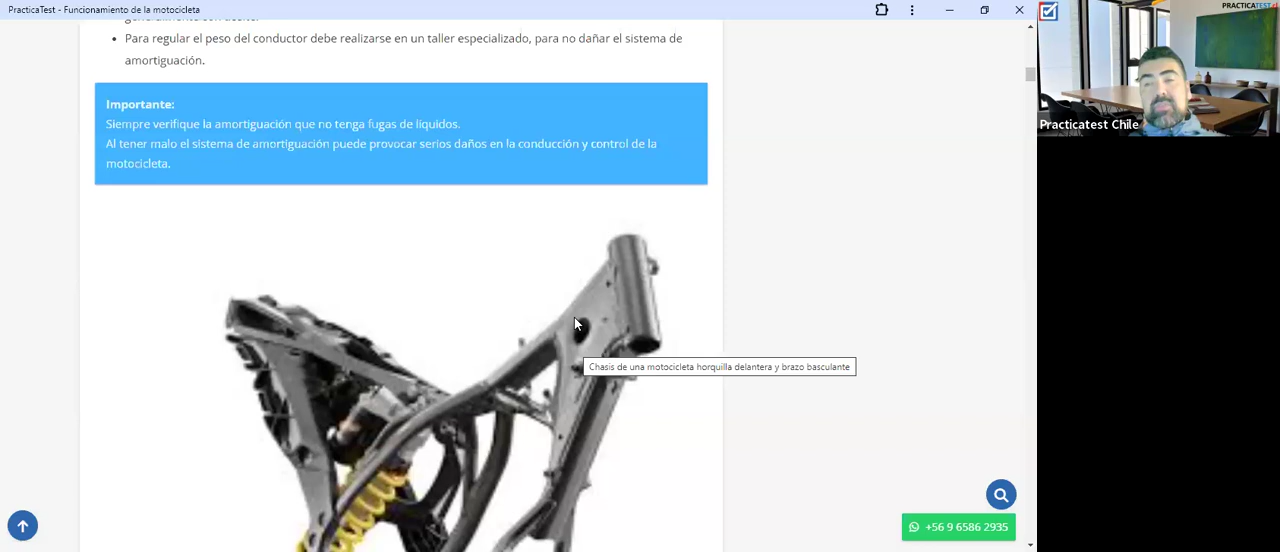 PracticaTest - Funcionamiento de la motocicleta
PRACTICATEST.cl
• Para regular el peso del conductor debe realizarse en un taller especializado, para no dañar el sistema de
amortiguación.
Importante:
Siempre verifique la amortiguación que no tenga fugas de líquidos.
Al tener malo el sistema de amortiguación puede provocar serios daños en la conducción y control de la
motocicleta.
Practicatest Chile
Chasis de una motocicleta horquilla delantera y brazo basculante
+56 9 6586 2935